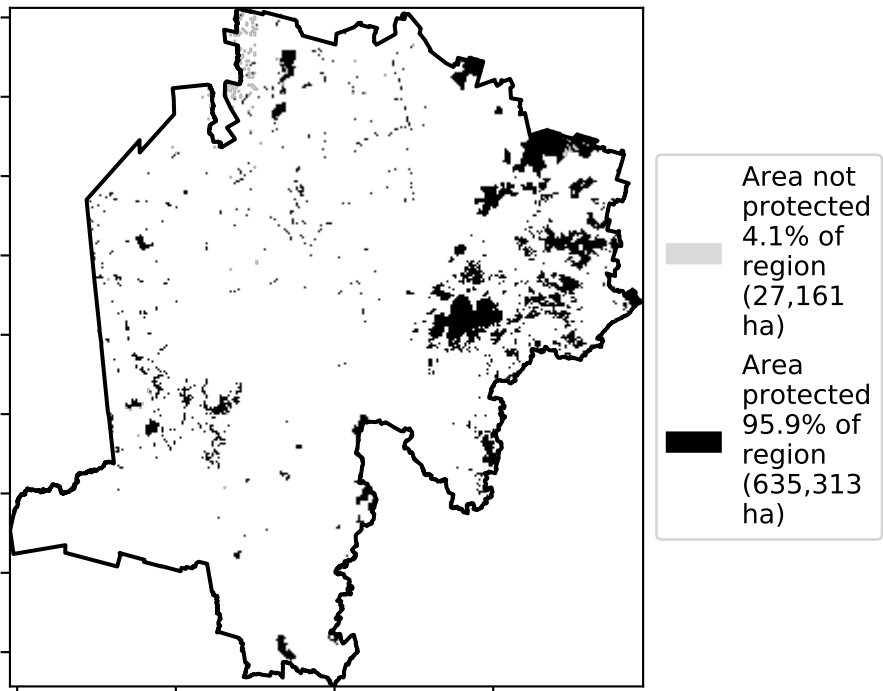 Area not
protected
4.1% of
region
(27,161
ha)
Area
protected
95.9% of
region
(635,313
ha)